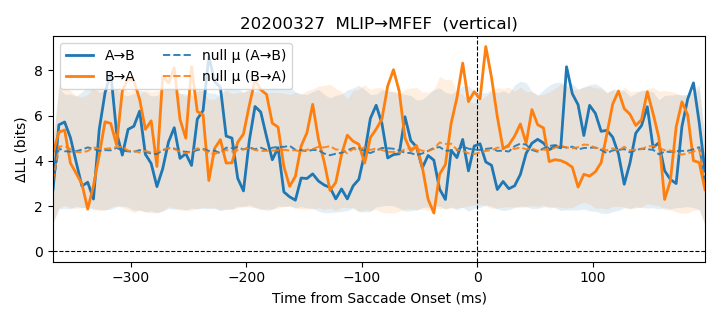 20200327  MLIP→MFEF  (vertical)
A→B
B→A
null μ (A→B)
null μ (B→A)
ΔLL (bits)
8
6
4
2
0
−300
−200
−100
0
100
Time from Saccade Onset (ms)